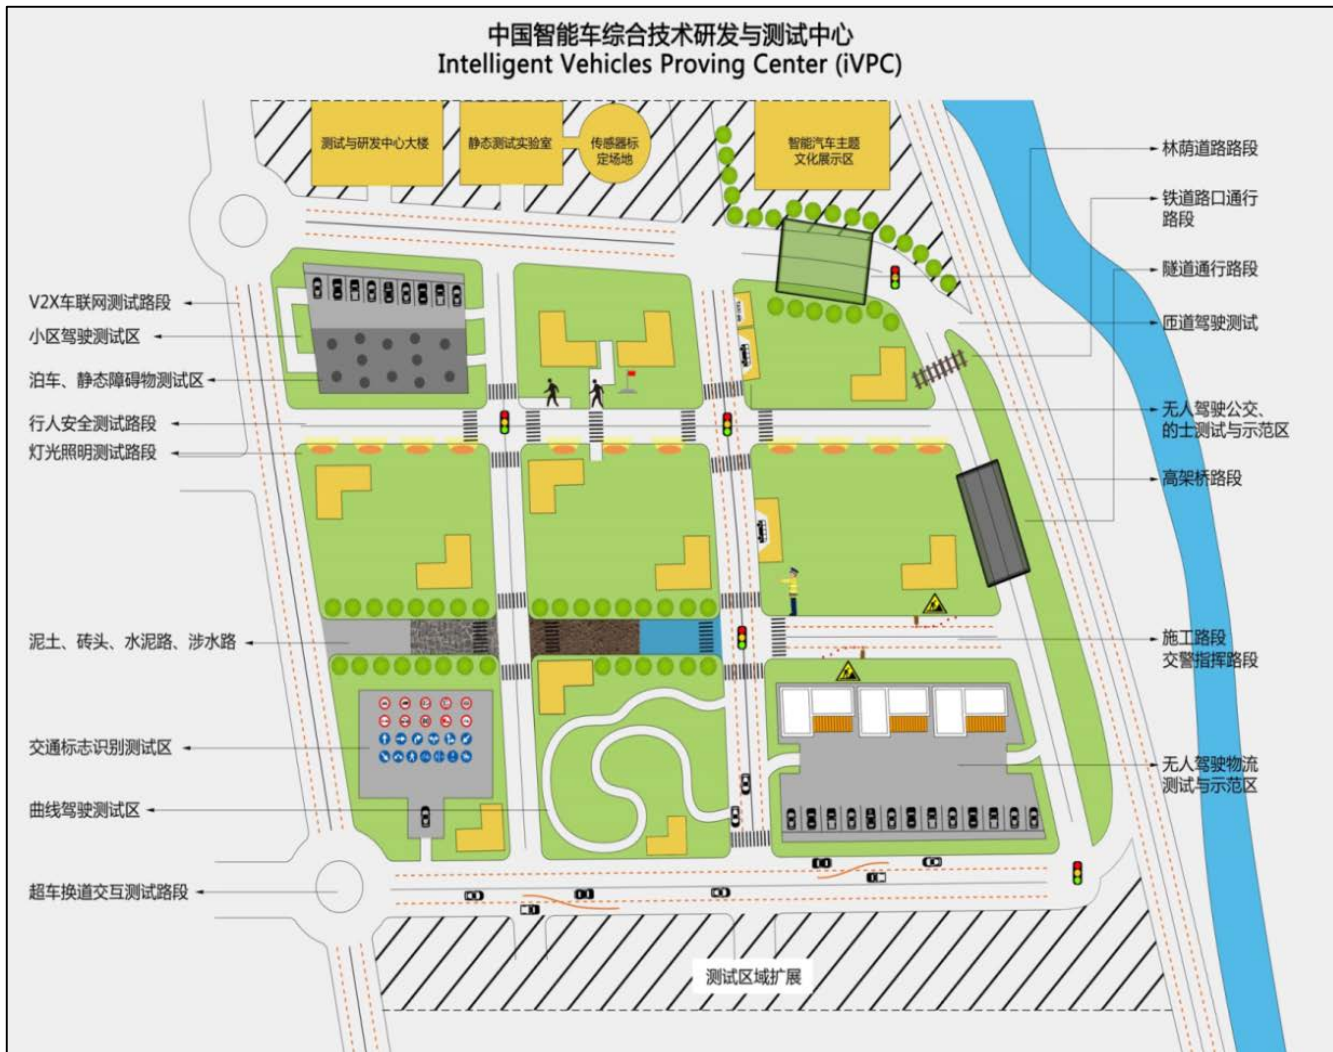 中国智能车综合技术研发与测试中心
Intelligent Vehicles Proving Center (iVPC)
测试与研发中心大楼
静态测试实验室
传感器标
定场地
智能汽车主题
文化展示区
V2X车联网测试路段
小区驾驶测试区
泊车、静态障碍物测试区
行人安全测试路段
灯光照明测试路段
泥土、砖头、水泥路、涉水路
交通标志识别测试区
曲线驾驶测试区
超车换道交互测试路段
林荫道路路段
铁道路口通行
路段
隧道通行路段
匝道驾驶测试
无人驾驶公交、
的士测试与示范区
高架桥路段
施工路段
交警指挥路段
无人驾驶物流
测试与示范区
测试区域扩展